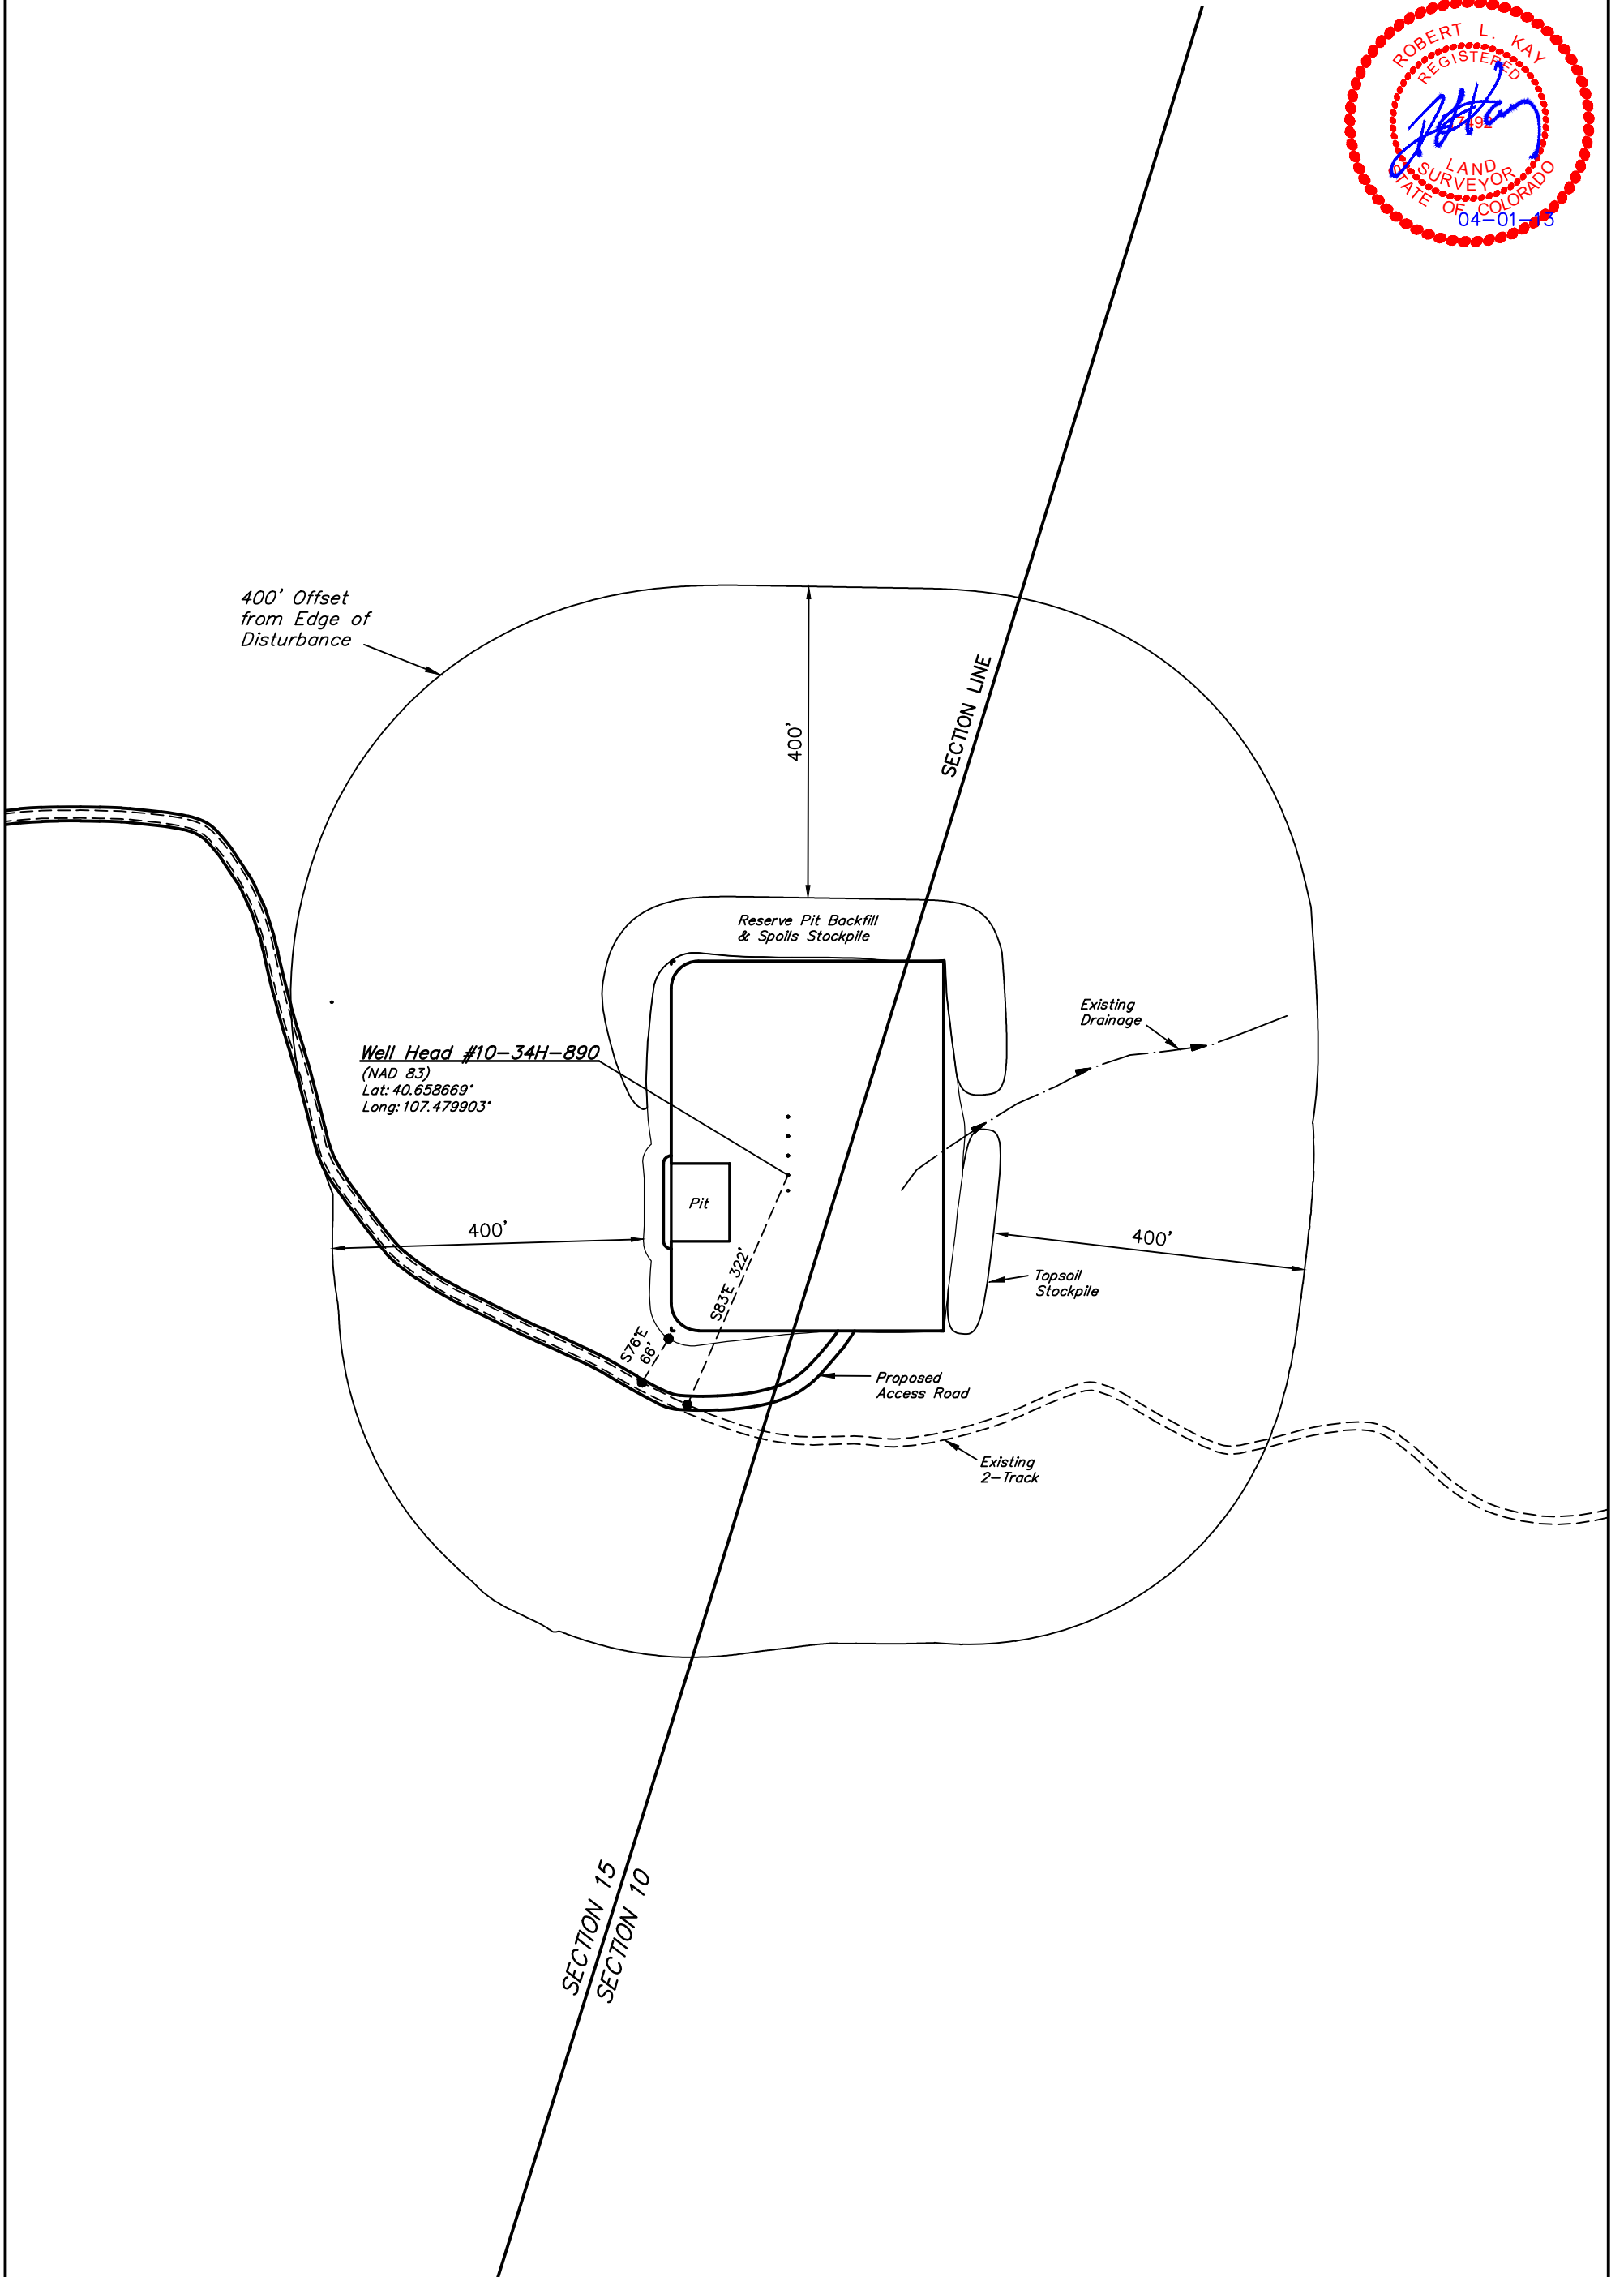 ROBERT L. KAY
REGISTERED
LAND
SURVEYOR
STATE OF COLORADO
04-01-13
400' Offset
from Edge of
Disturbance
SECTION LINE
400'
Reserve Pit Backfill
& Spoils Stockpile
Existing
Drainage
Well Head #10-34H-890
(NAD 83)
Lat: 40.658669°
Long: 107.479903°
Pit
400'
400'
S83°E 322'
Topsoil
Stockpile
S76°E
66'
Proposed
Access Road
Existing
2-Track
SECTION 15
SECTION 10